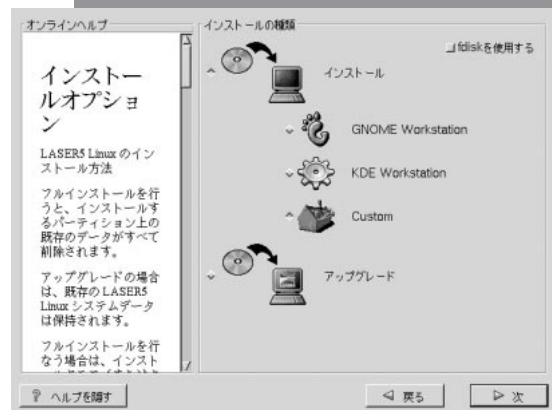 オンラインヘルプ
インストー
ルオプショ
ン
LASER5 Linux のイン
ストール方法
フルインストールを行
うと、インストールす
るパーティション上の
既存のデータがすべて
削除されます。
アップグレードの場合
は、既存の LASER5
Linux システムデータ
は保持されます。
フルインストールを行
なう場合は、インスト
? ヘルプを隠す
インストールの種類
fdiskを使用する
インストール
GNOME Workstation
KDE Workstation
Custom
アップグレード
戻る
次